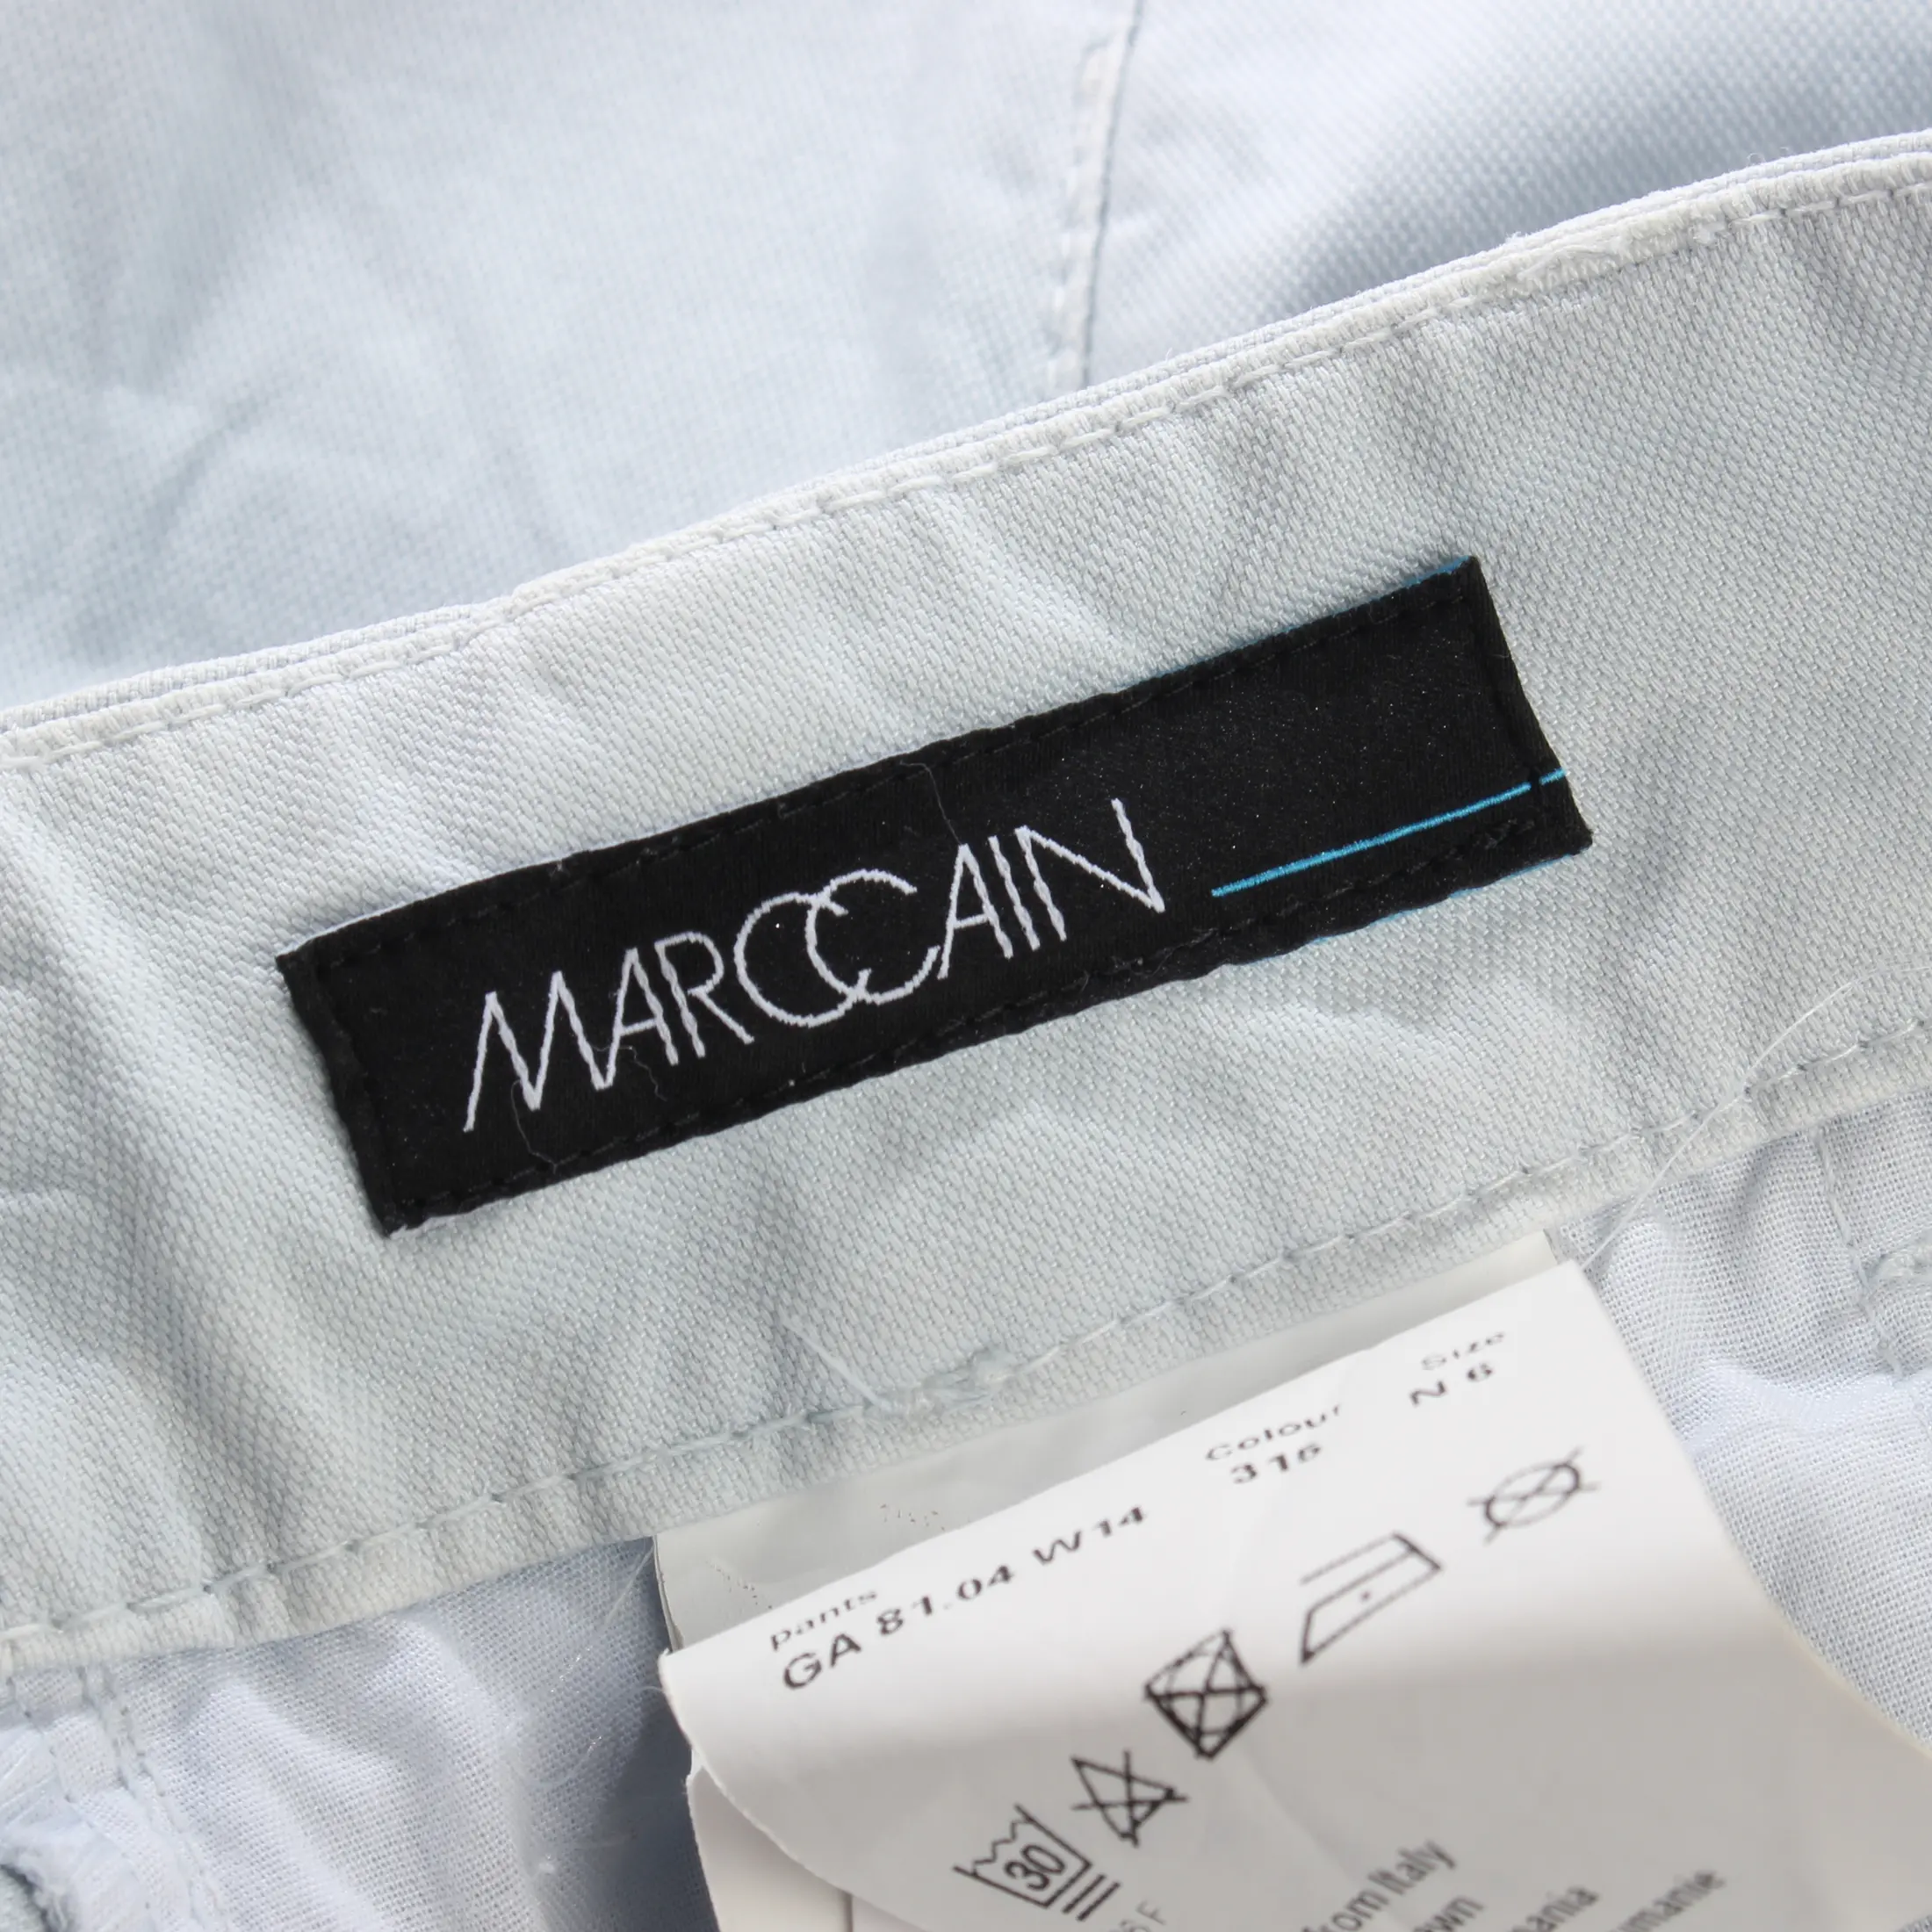 MARCCAIN
pants
GA 81.04 W14
Colour
315
Size
N 6
30
from Italy